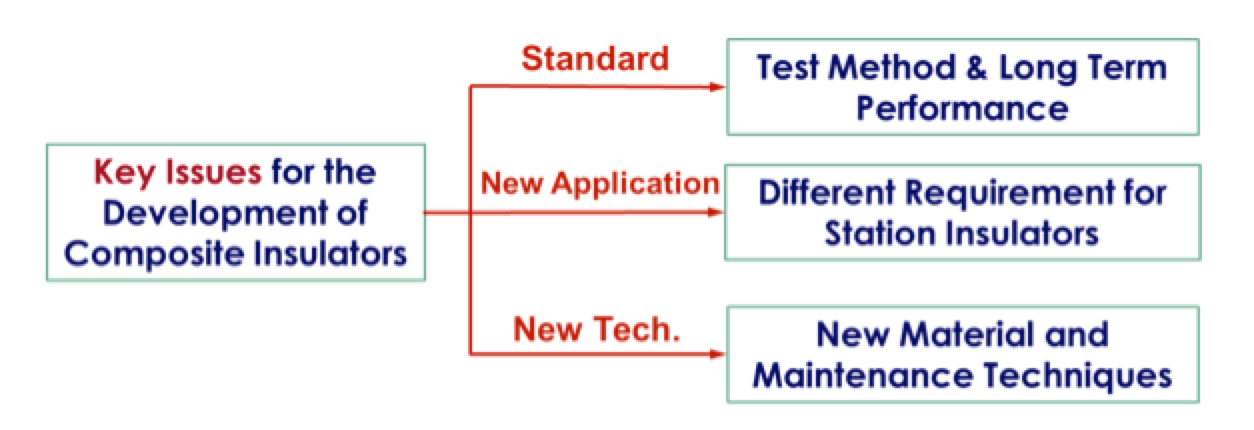 Key Issues for the
Development of
Composite Insulators
Standard
Test Method & Long Term
Performance
New Application
Different Requirement for
Station Insulators
New Tech.
New Material and
Maintenance Techniques